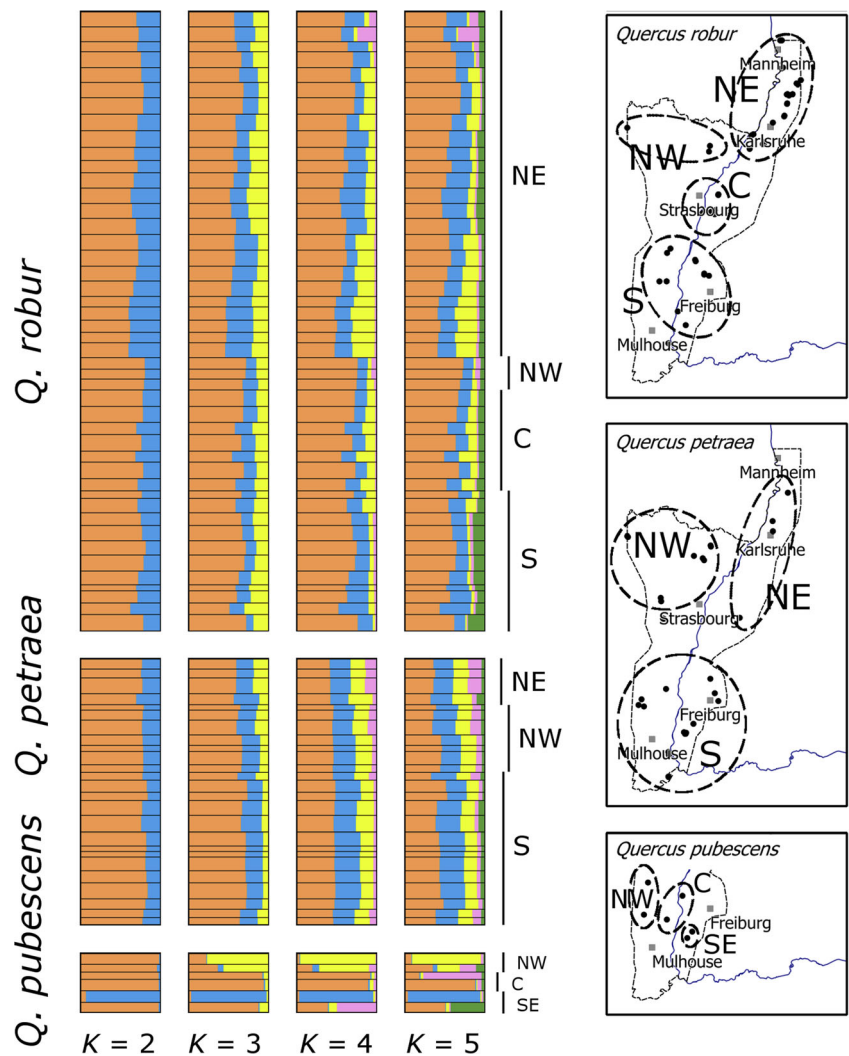 Q. robur
NE
NW
C
S
Q. petraea
NE
NW
S
Q. pubescens
NW
C
SE
K = 2
K = 3
K = 4
K = 5
Quercus robur
Mannheim
NE
Karlsruhe
NW
C
Strasbourg
S
Freiburg
Mulhouse
Quercus petraea
Mannheim
NW
Karlsruhe
NE
Strasbourg
Freiburg
Mulhouse
S
Quercus pubescens
C
NW
Freiburg
SE
Mulhouse